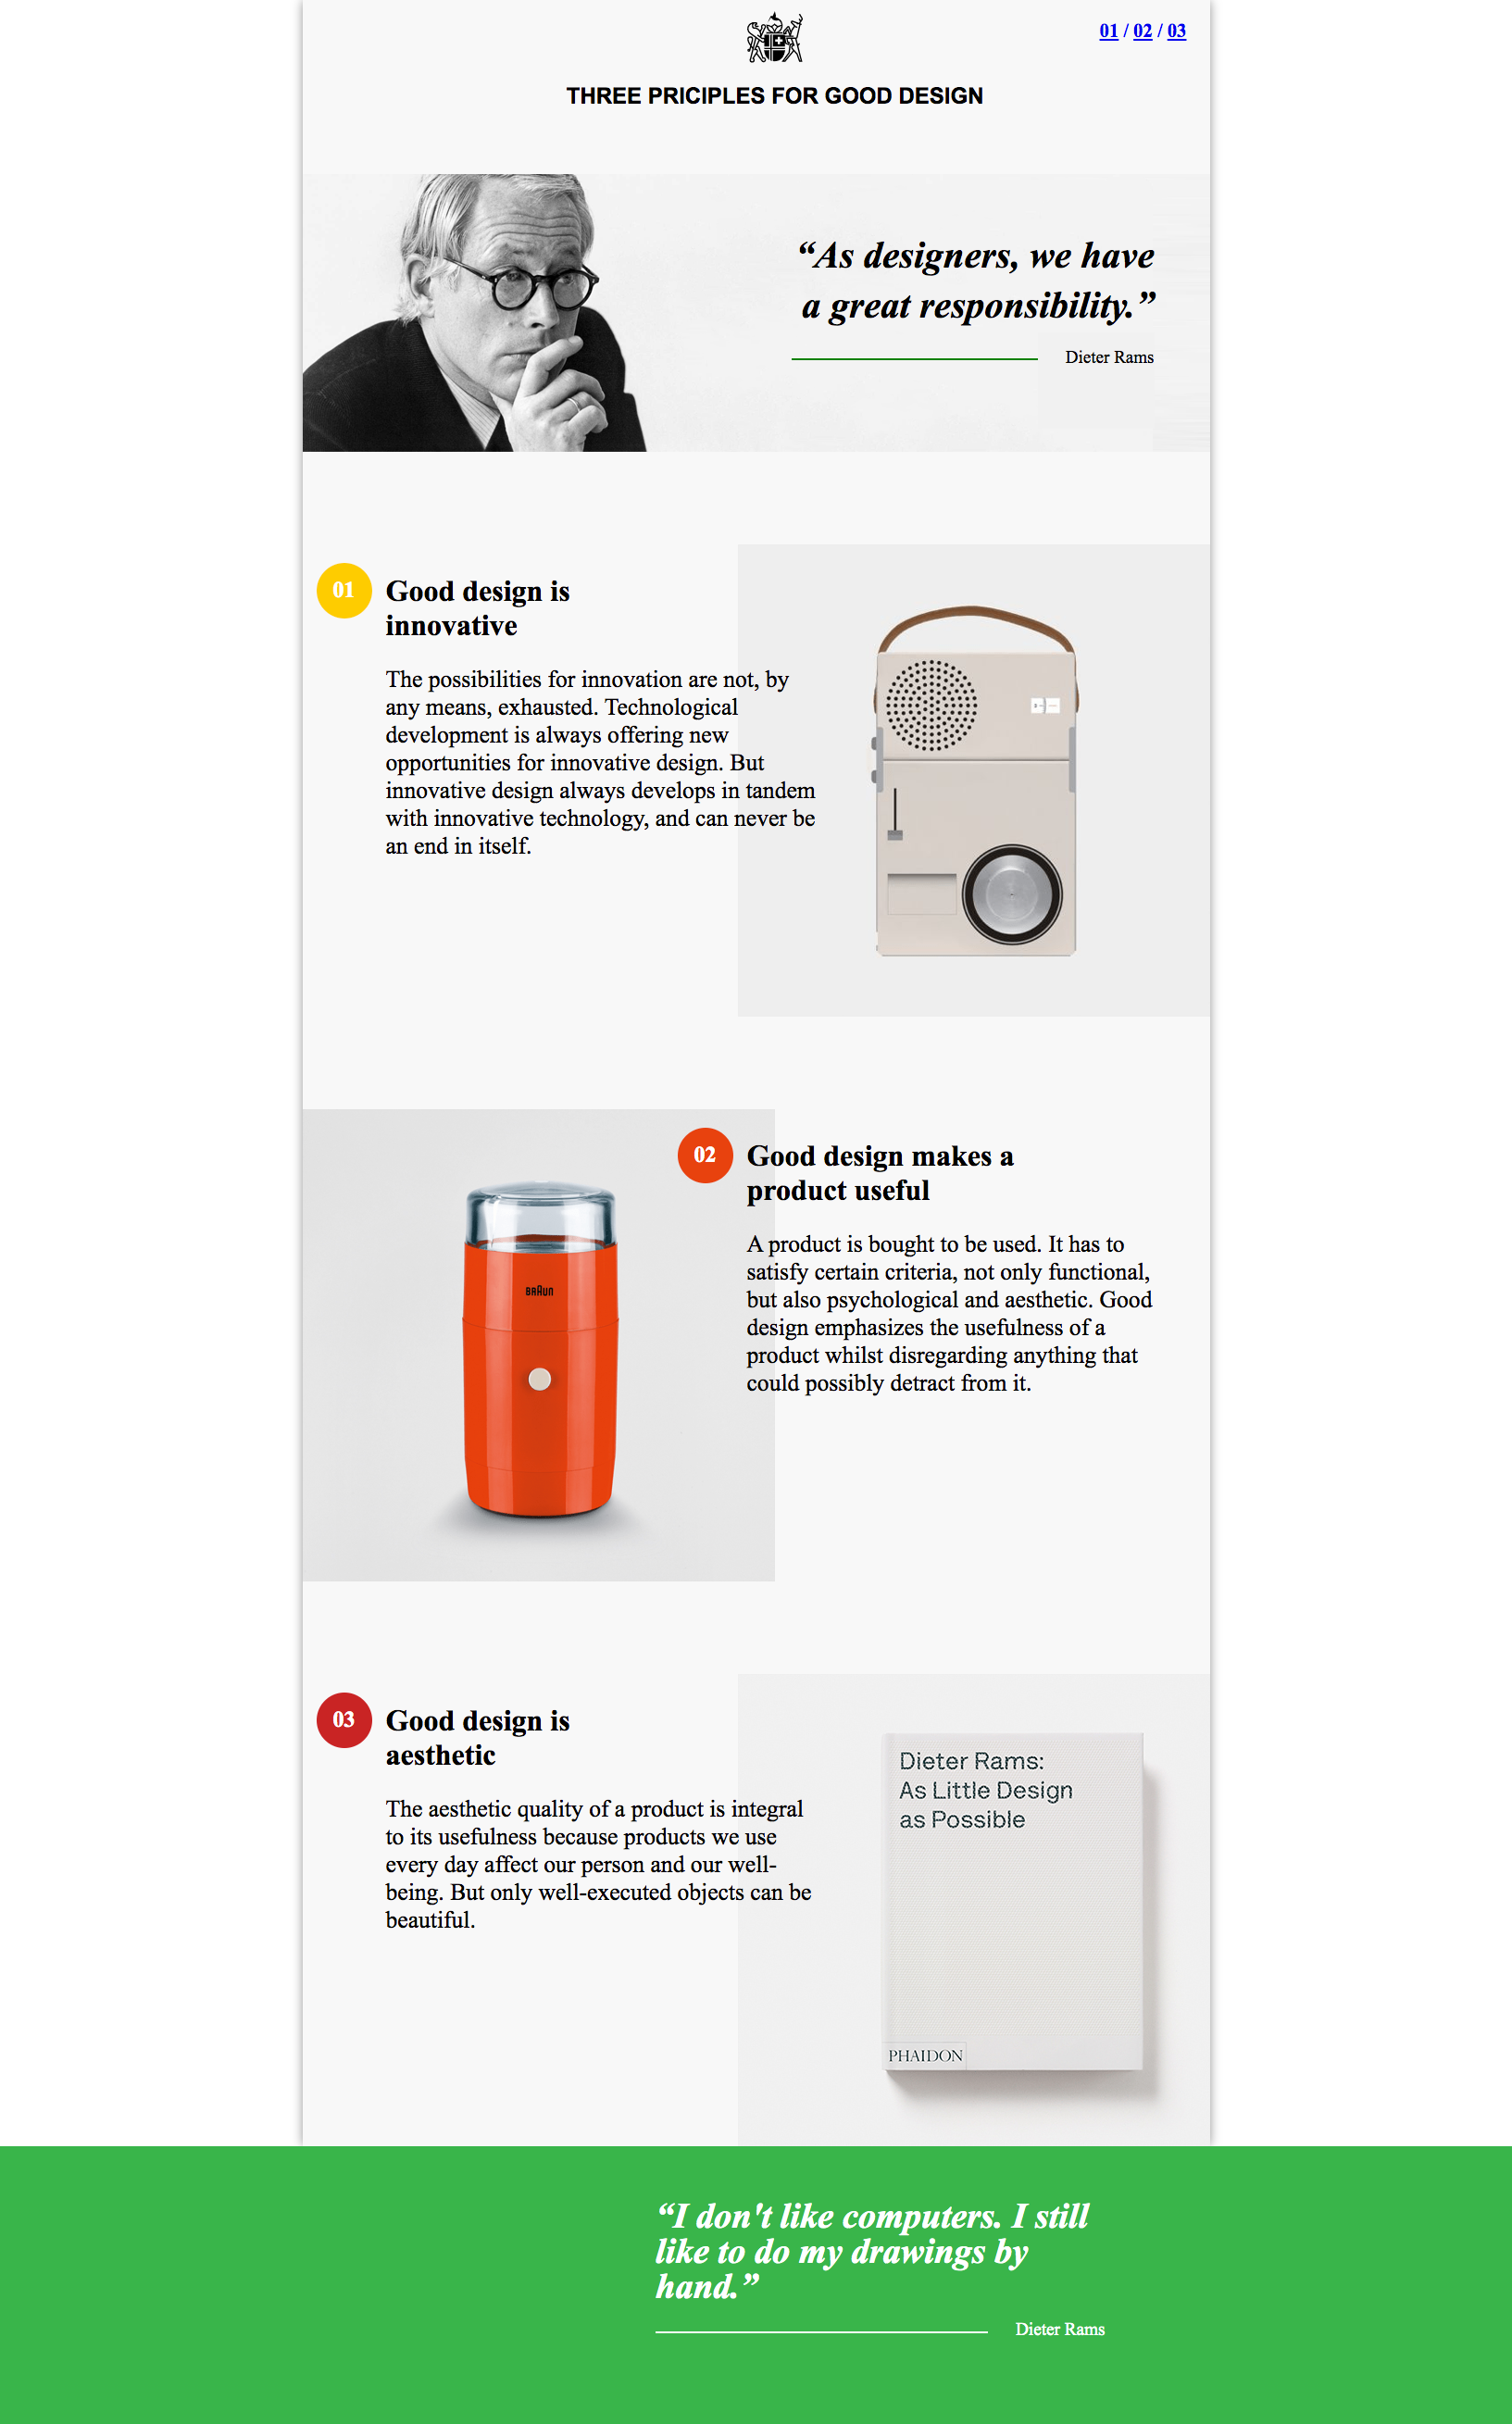 01 / 02 / 03
THREE PRICIPLES FOR GOOD DESIGN
“As designers, we have
a great responsibility.”
Dieter Rams
01
Good design is
innovative
The possibilities for innovation are not, by
any means, exhausted. Technological
development is always offering new
opportunities for innovative design. But
innovative design always develops in tandem
with innovative technology, and can never be
an end in itself.
02
Good design makes a
product useful
A product is bought to be used. It has to
satisfy certain criteria, not only functional,
but also psychological and aesthetic. Good
design emphasizes the usefulness of a
product whilst disregarding anything that
could possibly detract from it.
BRAUN
03
Good design is
aesthetic
The aesthetic quality of a product is integral
to its usefulness because products we use
every day affect our person and our well-
being. But only well-executed objects can be
beautiful.
Dieter Rams:
As Little Design
as Possible
PHAIDON
“I don't like computers. I still
like to do my drawings by
hand.”
Dieter Rams